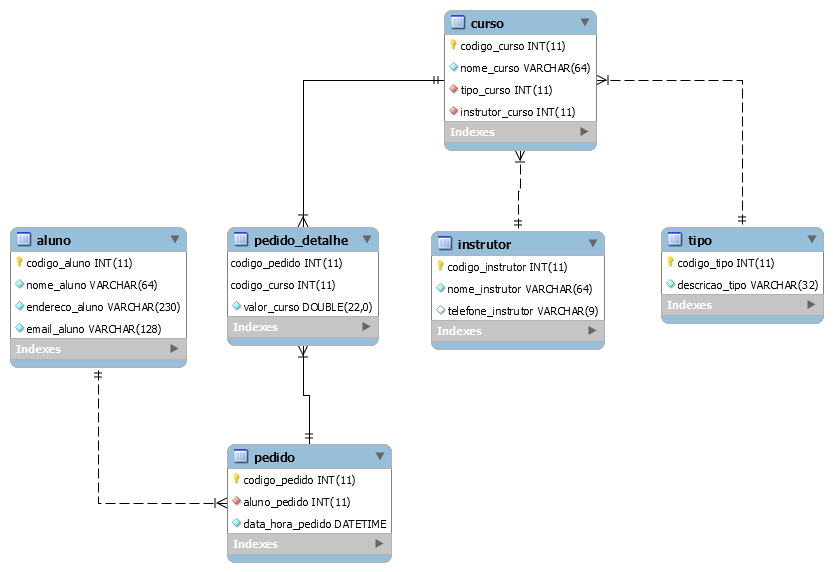 curso
codigo_curso INT(11)
nome_curso VARCHAR(64)
tipo_curso INT(11)
instrutor_curso INT(11)
Indexes
aluno
codigo_aluno INT(11)
nome_aluno VARCHAR(64)
endereco_aluno VARCHAR(230)
email_aluno VARCHAR(128)
Indexes
pedido_detalhe
codigo_pedido INT(11)
codigo_curso INT(11)
valor_curso DOUBLE(22,0)
Indexes
instrutor
codigo_instrutor INT(11)
nome_instrutor VARCHAR(64)
telefone_instrutor VARCHAR(9)
Indexes
tipo
codigo_tipo INT(11)
descricao_tipo VARCHAR(32)
Indexes
pedido
codigo_pedido INT(11)
aluno_pedido INT(11)
data_hora_pedido DATETIME
Indexes